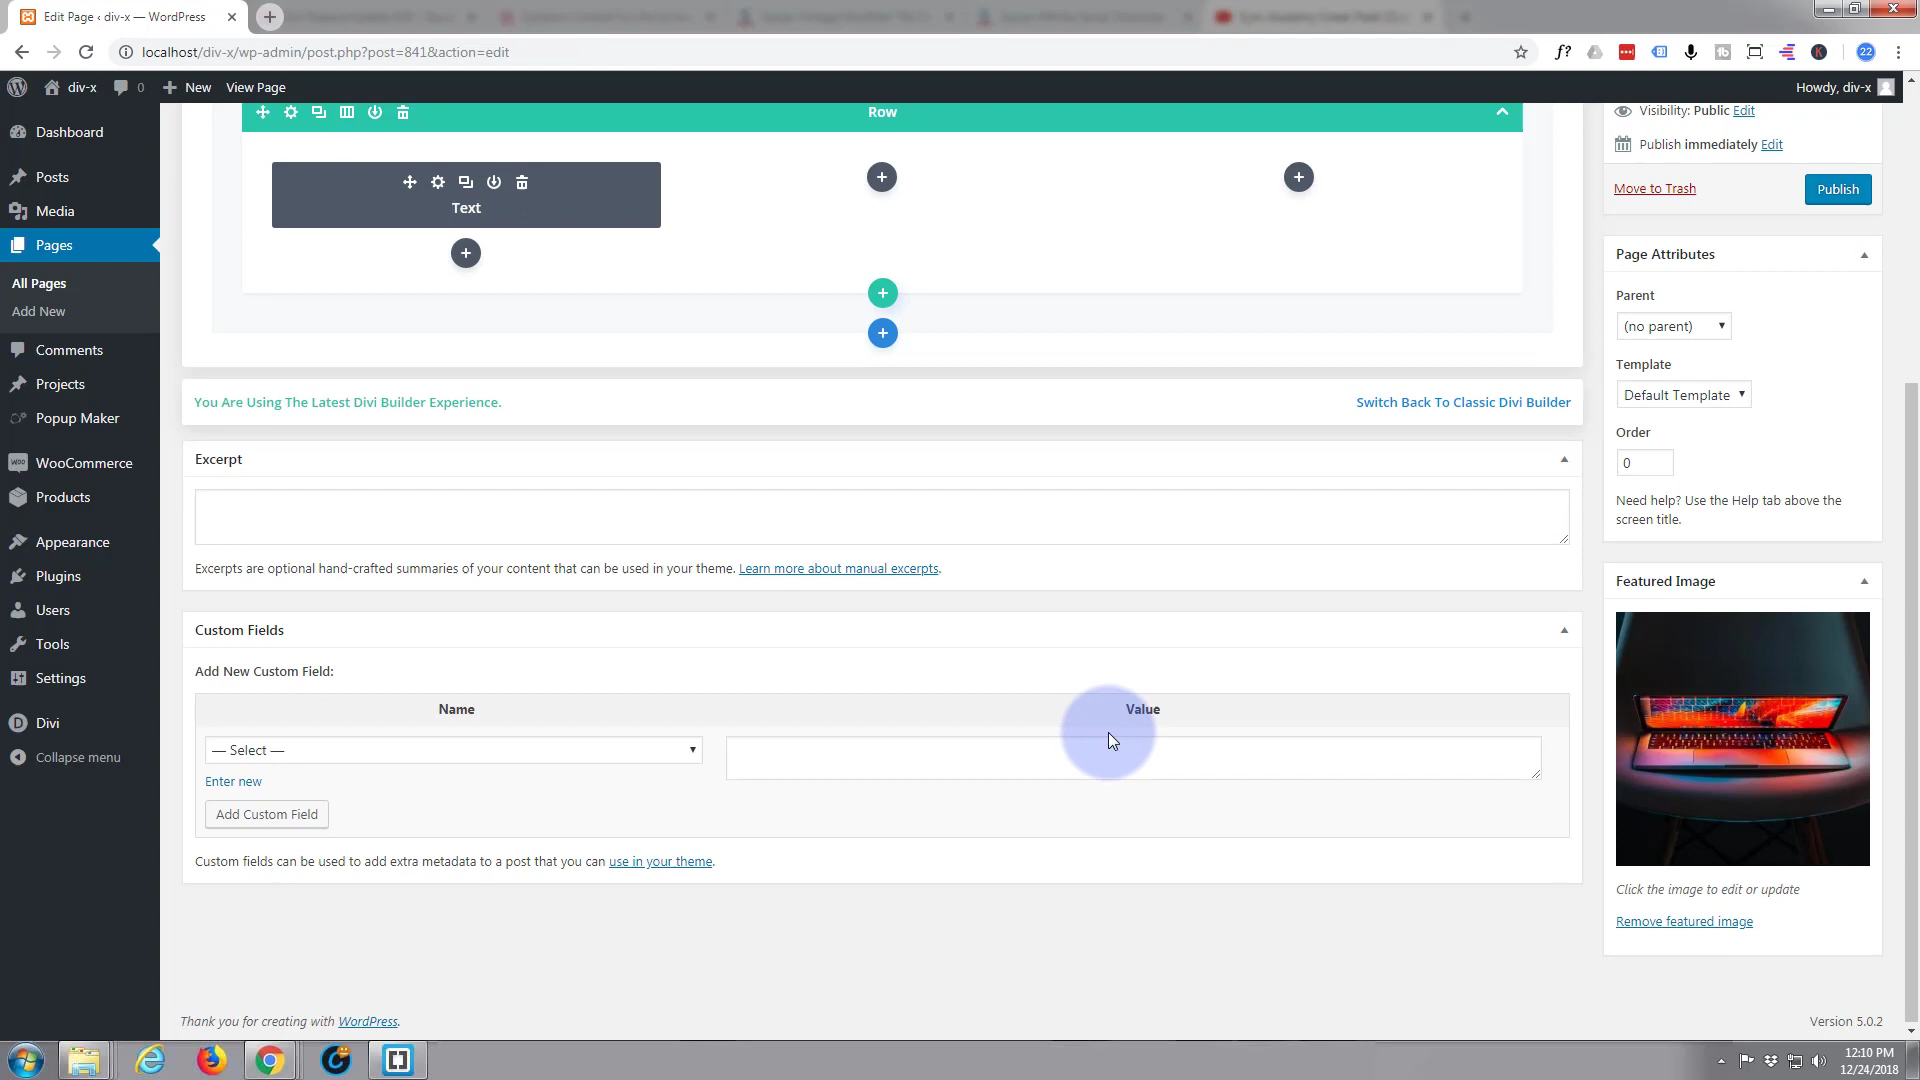 Edit Page ‹ div-x — WordPress
localhost/div-x/wp-admin/post.php?post=841&action=edit
f?
22
div-x
0
New
View Page
Howdy, div-x
Dashboard
Posts
Media
Pages
All Pages
Add New
Comments
Projects
Popup Maker
WooCommerce
Products
Appearance
Plugins
Users
Tools
Settings
Divi
Collapse menu
Row
Text
You Are Using The Latest Divi Builder Experience.
Switch Back To Classic Divi Builder
Excerpt
Excerpts are optional hand-crafted summaries of your content that can be used in your theme. Learn more about manual excerpts.
Custom Fields
Add New Custom Field:
Name
Value
— Select —
Enter new
Add Custom Field
Custom fields can be used to add extra metadata to a post that you can use in your theme.
Visibility: Public Edit
Publish immediately Edit
Move to Trash
Publish
Page Attributes
Parent
(no parent)
Template
Default Template
Order
0
Need help? Use the Help tab above the
screen title.
Featured Image
Click the image to edit or update
Remove featured image
Thank you for creating with WordPress.
Version 5.0.2
12:10 PM
12/24/2018